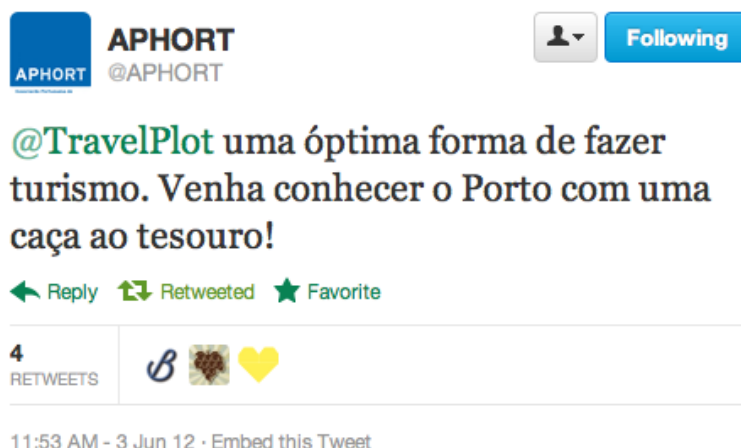 APHORT
APHORT
@APHORT
Following
@TravelPlot uma óptima forma de fazer
turismo. Venha conhecer o Porto com uma
caça ao tesouro!
Reply Retweeted Favorite
4
RETWEETS
B
11:53 AM - 3 Jun 12 · Embed this Tweet